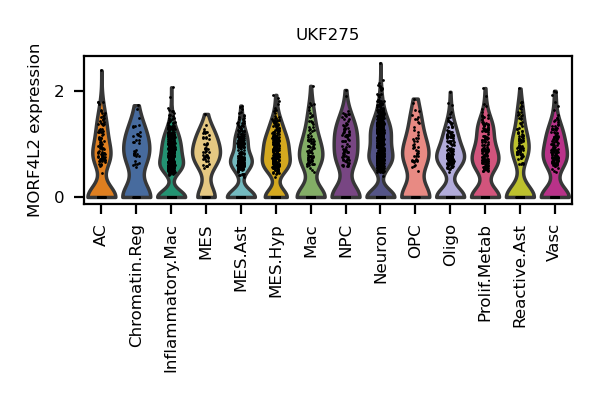 UKF275
MORF4L2 expression
2
0
AC
Chromatin.Reg
Inflammatory.Mac
MES
MES.Ast
MES.Hyp
Mac
NPC
Neuron
OPC
Oligo
Prolif.Metab
Reactive.Ast
Vasc